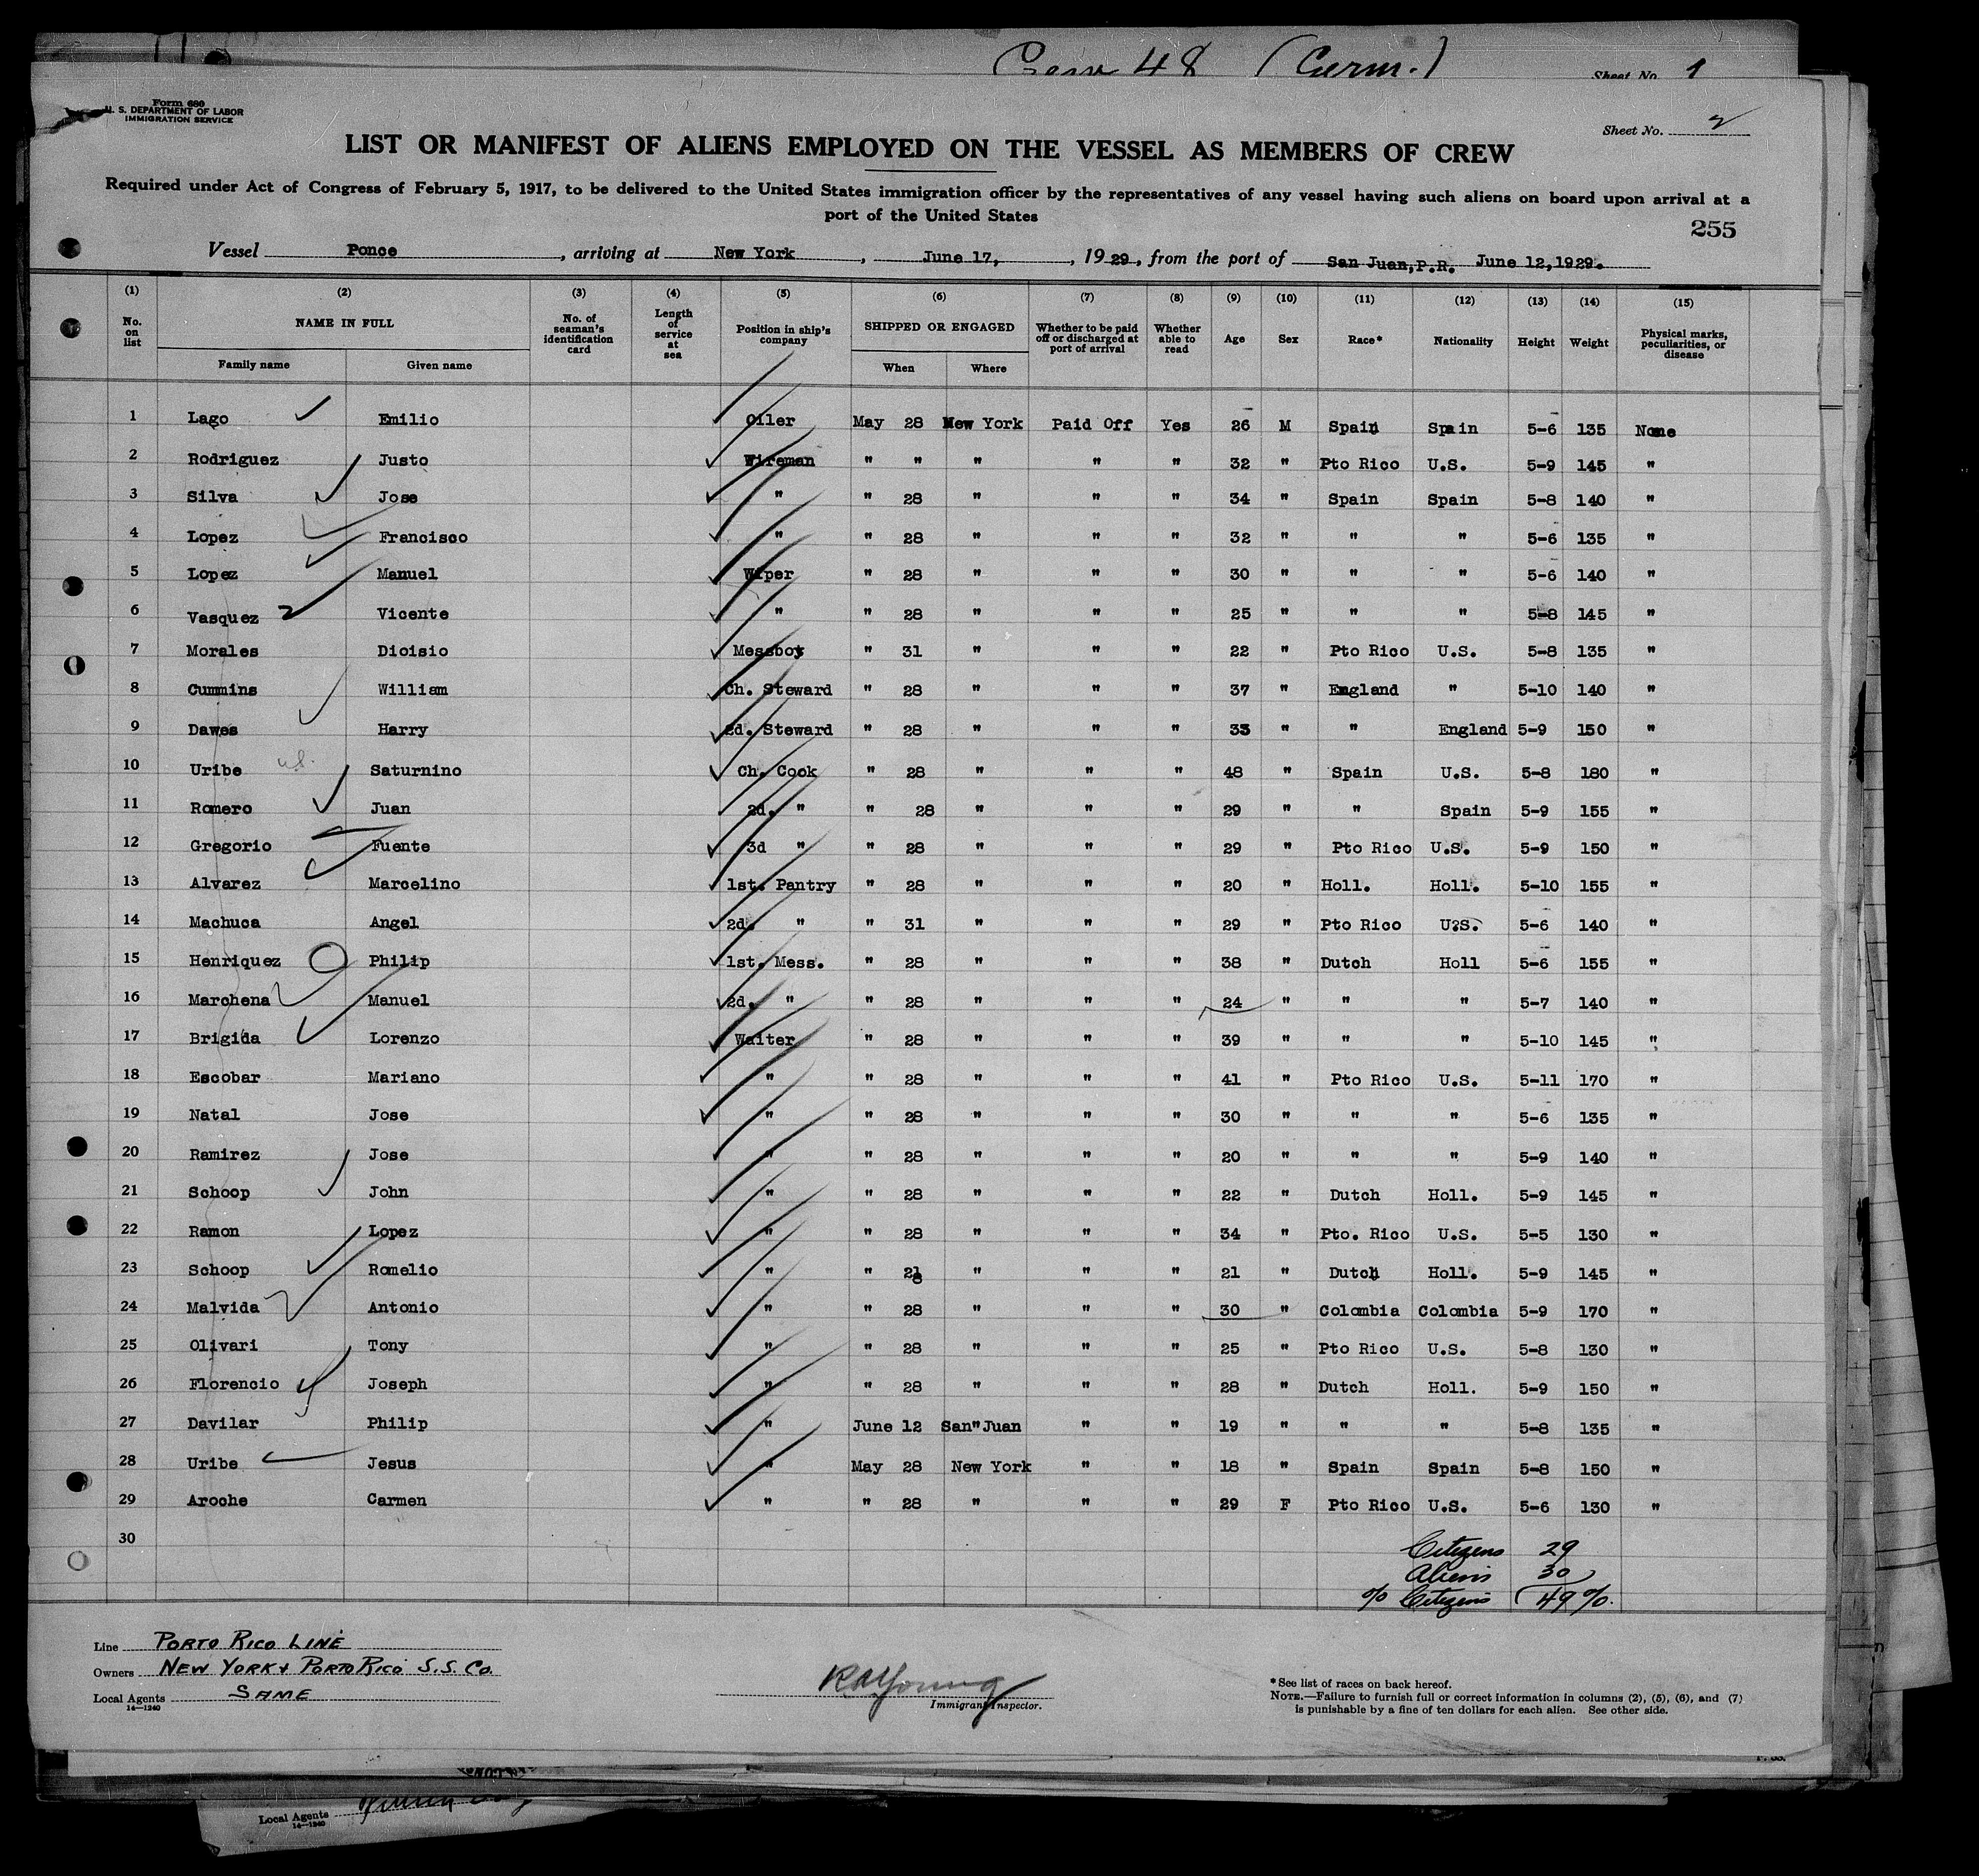 (Germ.)
48
Sheet No. 1
Form 680
U. S. DEPARTMENT OF LABOR
IMMIGRATION SERVICE
Sheet No. 2
LIST OR MANIFEST OF ALIENS EMPLOYED ON THE VESSEL AS MEMBERS OF CREW
Required under Act of Congress of February 5, 1917, to be delivered to the United States immigration officer by the representatives of any vessel having such aliens on board upon arrival at a
port of the United States
255
Vessel Ponce, arriving at New York, June 17, 1929, from the port of San Juan,P.R. June 12,1929.
(1) (2) (3) (4) (5) (6) (7) (8) (9) (10) (11) (12) (13) (14) (15)
No. on list NAME IN FULL No. of seaman's identification card Length of service at sea Position in ship's company SHIPPED OR ENGAGED Whether to be paid off or discharged at port of arrival Whether able to read Age Sex Race* Nationality Height Weight Physical marks, peculiarities, or disease
Family name Given name When Where
1 Lago Emilio Oiler May 28 New York Paid Off Yes 26 M Spain Spain 5-6 135 None
2 Rodriguez Justo Wireman " " " " " 32 " Pto Rico U.S. 5-9 145 "
3 Silva Jose " " 28 " " " 34 " Spain Spain 5-8 140 "
4 Lopez Francisco " " 28 " " " 32 " " " 5-6 135 "
5 Lopez Manuel Wiper " 28 " " " 30 " " " 5-6 140 "
6 Vasquez Vicente " " 28 " " " 25 " " " 5-8 145 "
7 Morales Dioisio Messboy " 31 " " " 22 " Pto Rico U.S. 5-8 135 "
8 Cummins William Ch. Steward " 28 " " " 37 " England " 5-10 140 "
9 Dawes Harry 2d. Steward " 28 " " " 33 " " England 5-9 150 "
10 Uribe U.S. Saturnino Ch. Cook " 28 " " " 48 " Spain U.S. 5-8 180 "
11 Romero Juan 2d. " " 28 " " " 29 " " Spain 5-9 155 "
12 Gregorio Fuente 3d " " 28 " " " 29 " Pto Rico U.S. 5-9 150 "
13 Alvarez Marcelino 1st. Pantry " 28 " " " 20 " Holl. Holl. 5-10 155 "
14 Machuca Angel 2d. " " 31 " " " 29 " Pto Rico U.S. 5-6 140 "
15 Henriquez Philip 1st. Mess. " 28 " " " 38 " Dutch Holl 5-6 155 "
16 Marchena Manuel 2d. " " 28 " " " 24 " " " 5-7 140 "
17 Brigida Lorenzo Waiter " 28 " " " 39 " " " 5-10 145 "
18 Escobar Mariano " " 28 " " " 41 " Pto Rico U.S. 5-11 170 "
19 Natal Jose " " 28 " " " 30 " " " 5-6 135 "
20 Ramirez Jose " " 28 " " " 20 " " " 5-9 140 "
21 Schoop John " " 28 " " " 22 " Dutch Holl. 5-9 145 "
22 Ramon Lopez " " 28 " " " 34 " Pto. Rico U.S. 5-5 130 "
23 Schoop Romelio " " 28 " " " 21 " Dutch Holl. 5-9 145 "
24 Malvida Antonio " " 28 " " " 30 " Colombia Colombia 5-9 170 "
25 Olivari Tony " " 28 " " " 25 " Pto Rico U.S. 5-8 130 "
26 Florencio Joseph " " 28 " " " 28 " Dutch Holl. 5-9 150 "
27 Davilar Philip " June 12 San"Juan " " 19 " " " 5-8 135 "
28 Uribe Jesus " May 28 New York " " 18 " Spain Spain 5-8 150 "
29 Aroche Carmen " " 28 " " " 29 F Pto Rico U.S. 5-6 130 "
30
Citizens 29
Aliens 30
% Citizens 49%.
Line PORTO RICO LINE
Owners NEW YORK & PORTO RICO S.S. Co.
Local Agents SAME
14—1240
R A Young
Immigrant Inspector.
*See list of races on back hereof.
NOTE.—Failure to furnish full or correct information in columns (2), (5), (6), and (7)
is punishable by a fine of ten dollars for each alien. See other side.
Local Agents
14—1240